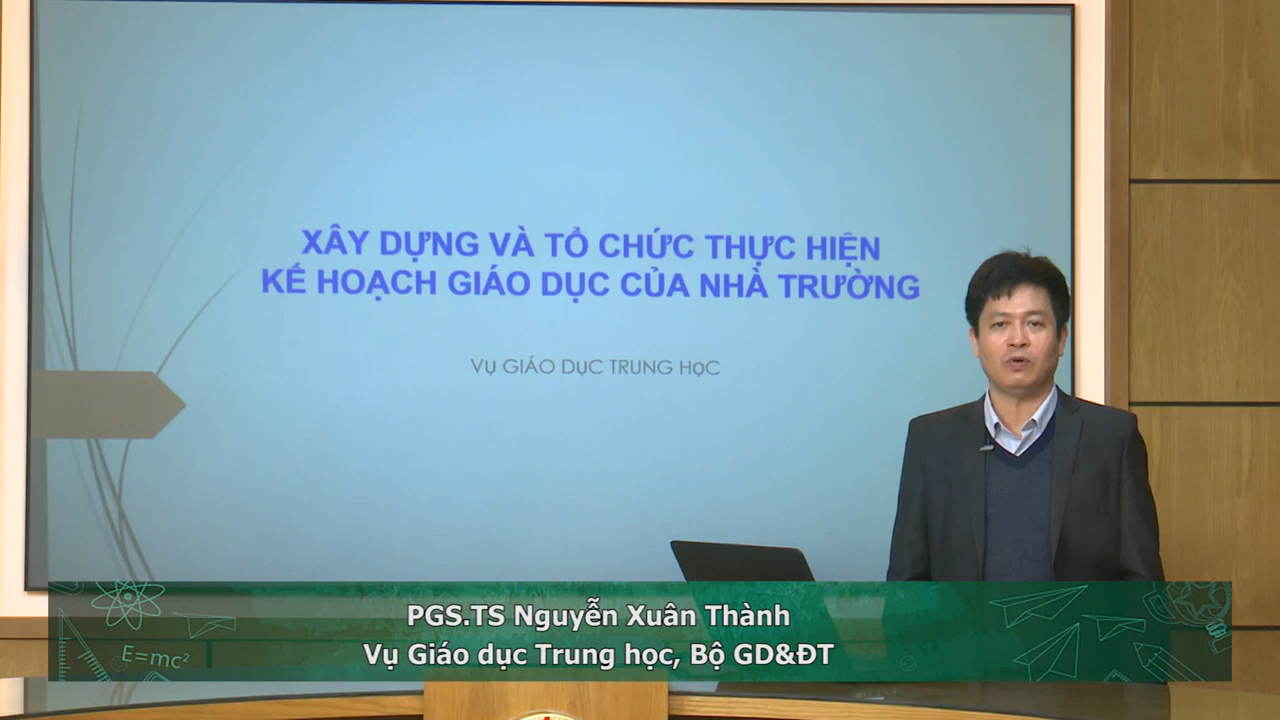 XÂY DỰNG VÀ TỔ CHỨC THỰC HIỆN
KẾ HOẠCH GIÁO DỤC CỦA NHÀ TRƯỜNG
VỤ GIÁO DỤC TRUNG HỌC
PGS.TS Nguyễn Xuân Thành
Vụ Giáo dục Trung học, Bộ GD&ĐT
E=mc²